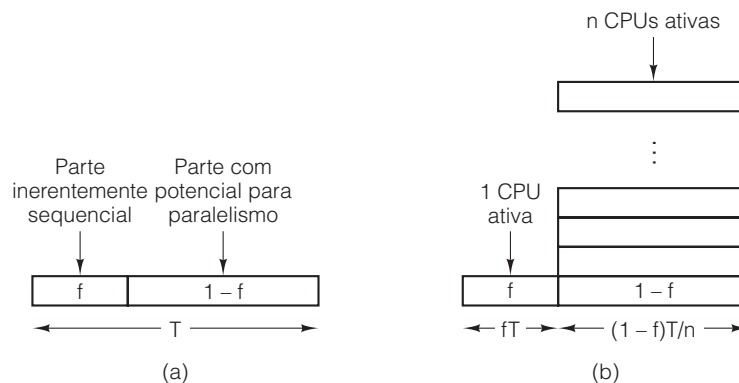 n CPUs ativas
Parte
inerentemente
sequencial
Parte com
potencial para
paralelismo
1 CPU
ativa
f
1 – f
f
1 – f
T
fT
(1 – f)T/n
(a)
(b)